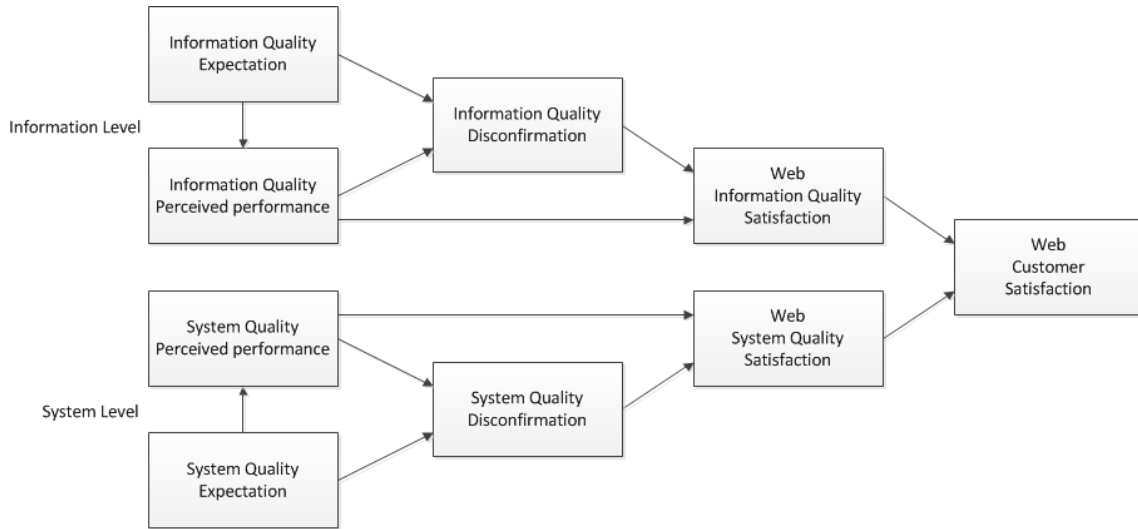 Information Quality
Expectation
Information Level
Information Quality
Disconfirmation
Information Quality
Perceived performance
Web
Information Quality
Satisfaction
Web
Customer
Satisfaction
System Quality
Perceived performance
Web
System Quality
Satisfaction
System Level
System Quality
Disconfirmation
System Quality
Expectation